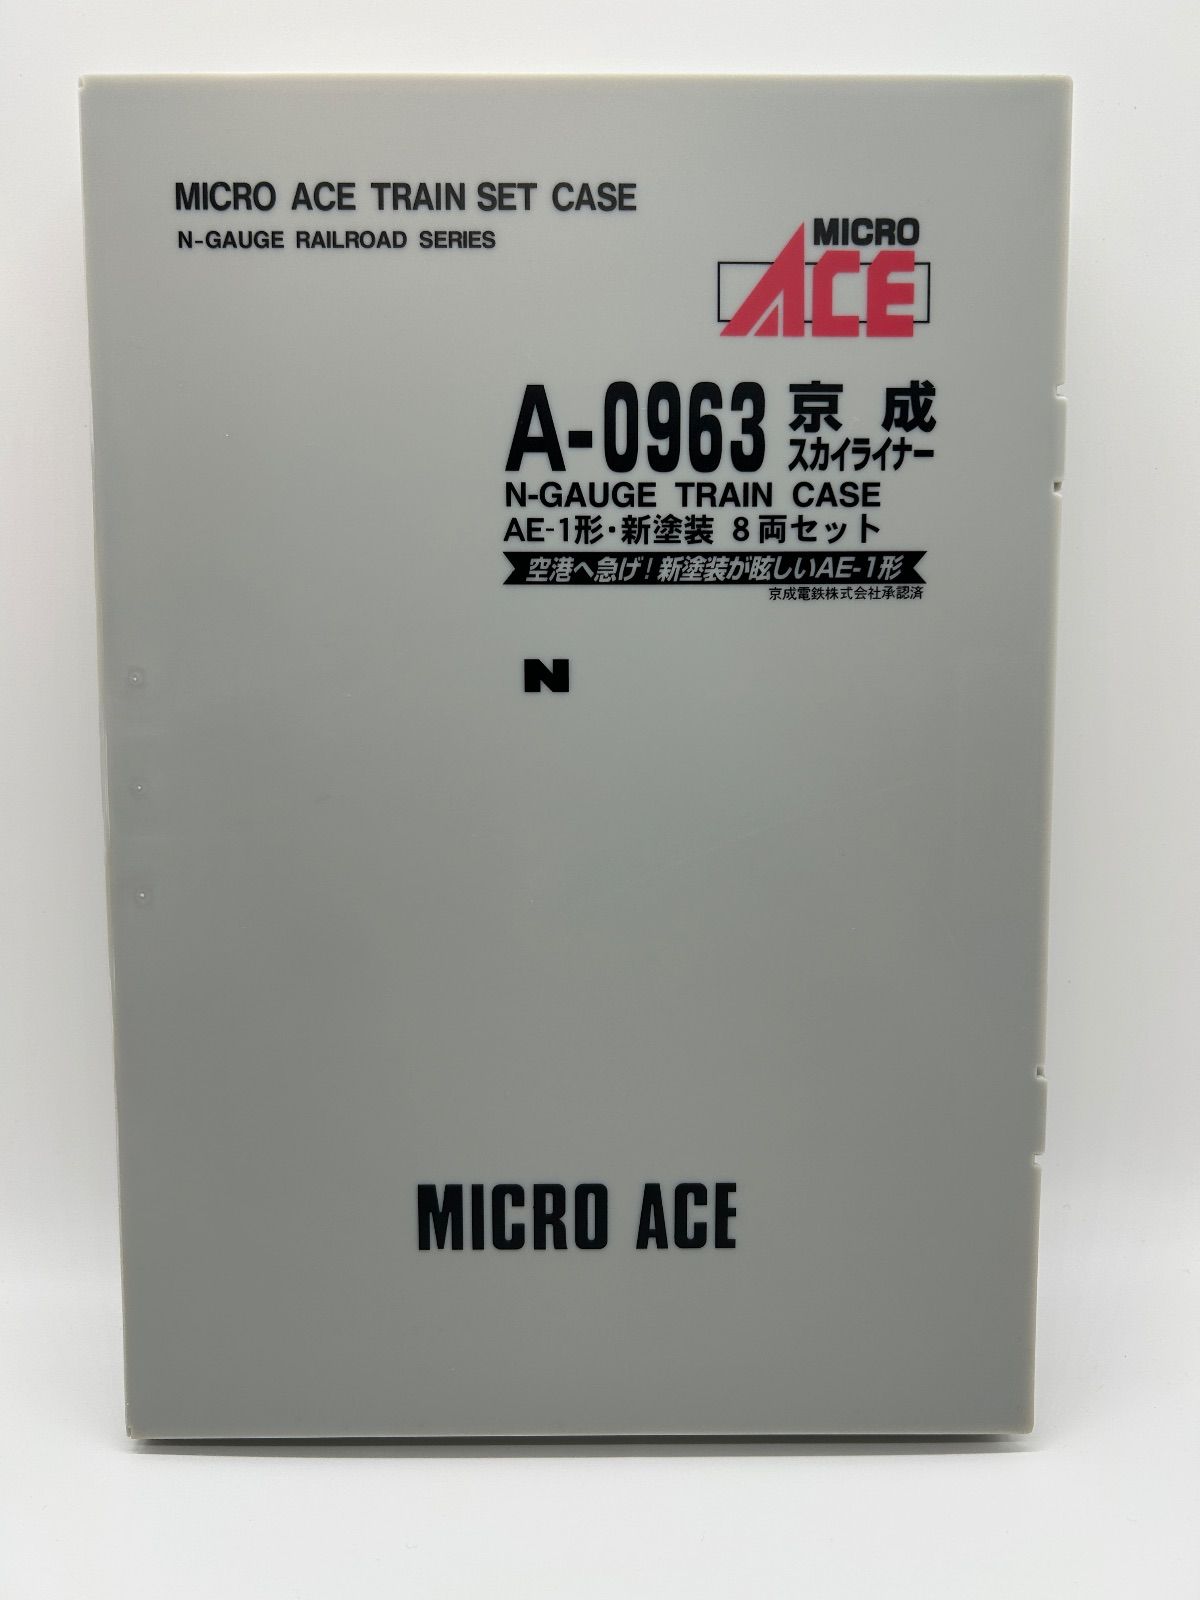 MICRO ACE TRAIN SET CASE
N-GAUGE RAILROAD SERIES
MICRO
ACE
A-0963 京成
スカイライナー
N-GAUGE TRAIN CASE
AE-1形・新塗装 8両セット
空港へ急げ!新塗装が眩しいAE-1形
京成電鉄株式会社承認済
N
MICRO ACE